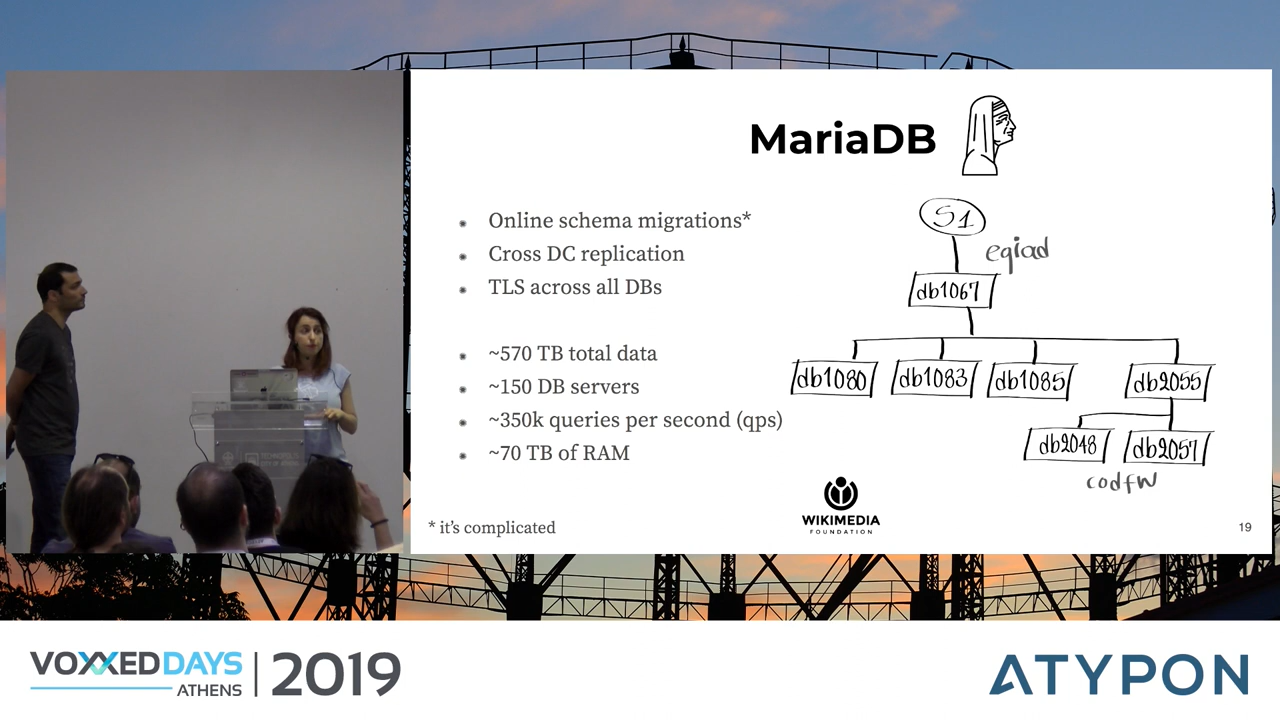 MariaDB
Online schema migrations*
Cross DC replication
TLS across all DBs
~570 TB total data
~150 DB servers
~350k queries per second (qps)
~70 TB of RAM
* it's complicated
S1
eqiad
db1067
db1080 db1083 db1085 db2055
db2048 db2057
codfw
WIKIMEDIA
FOUNDATION
19
VOXXED DAYS
ATHENS
2019
ATYPON